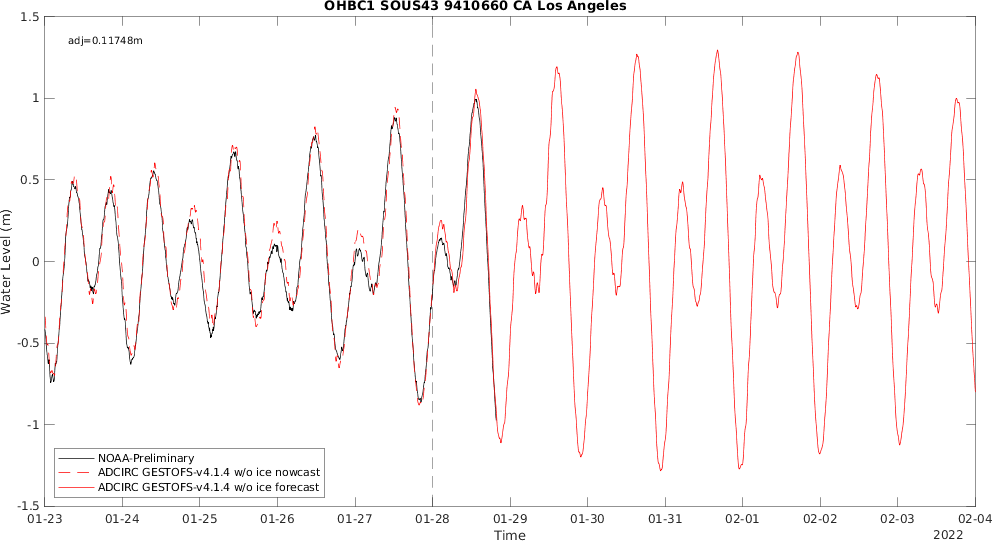 OHBC1 SOUS43 9410660 CA Los Angeles
adj=0.11748m
1.5
1
0.5
0
-0.5
-1
-1.5
Water Level (m)
NOAA-Preliminary
ADCIRC GESTOFS-v4.1.4 w/o ice nowcast
ADCIRC GESTOFS-v4.1.4 w/o ice forecast
01-23 01-24 01-25 01-26 01-27 01-28 01-29 01-30 01-31 02-01 02-02 02-03 02-04
Time
2022